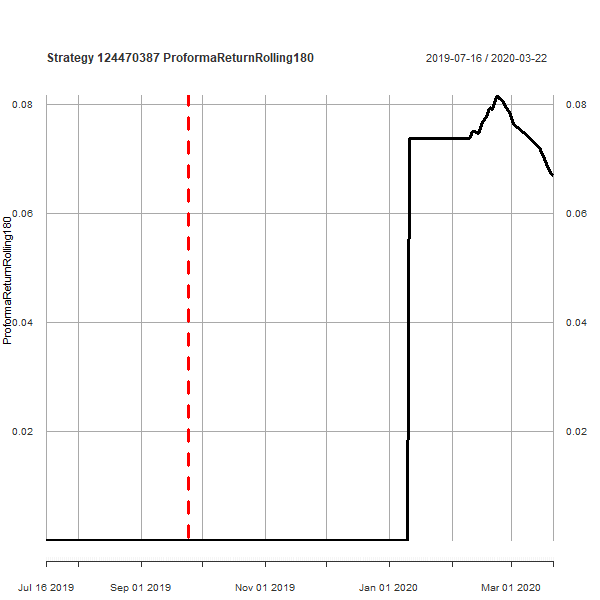 Strategy 124470387 ProformaReturnRolling180
2019-07-16 / 2020-03-22
0.08
0.08
0.06
0.06
0.04
0.04
0.02
0.02
ProformaReturnRolling180
Jul 16 2019
Sep 01 2019
Nov 01 2019
Jan 01 2020
Mar 01 2020